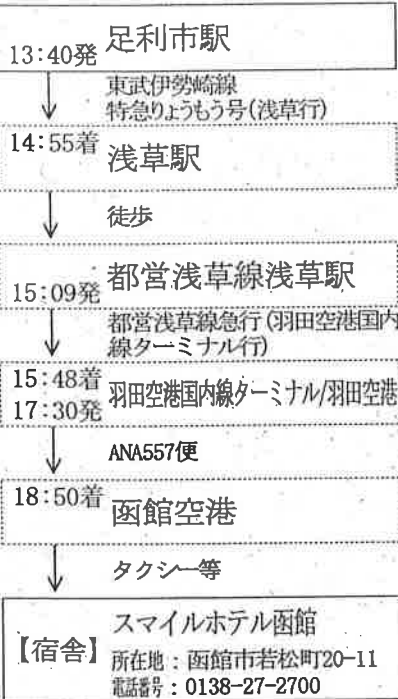 足利市駅
13:40発
東武伊勢崎線
特急りょうもう号(浅草行)
14:55着
浅草駅
徒歩
都営浅草線浅草駅
15:09発
都営浅草線急行(羽田空港国内
線ターミナル行)
15:48着
羽田空港国内線ターミナル/羽田空港
17:30発
ANA557便
18:50着
函館空港
タクシー等
【宿舎】
スマイルホテル函館
所在地:函館市若松町20-11
電話番号:0138-27-2700